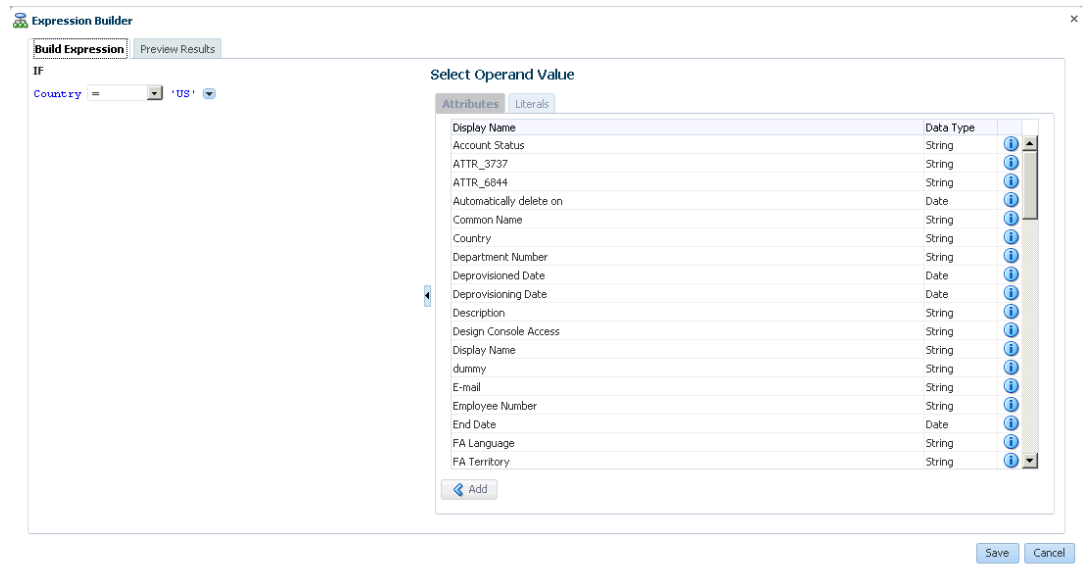 Expression Builder
Build Expression Preview Results
IF
Country = 'US'
Select Operand Value
Attributes Literals
Display Name Data Type
Account Status String
ATTR_3737 String
ATTR_6844 String
Automatically delete on Date
Common Name String
Country String
Department Number String
Deprovisioned Date Date
Deprovisioning Date Date
Description String
Design Console Access String
Display Name String
dummy String
E-mail String
Employee Number String
End Date Date
FA Language String
FA Territory String
Add
Save Cancel